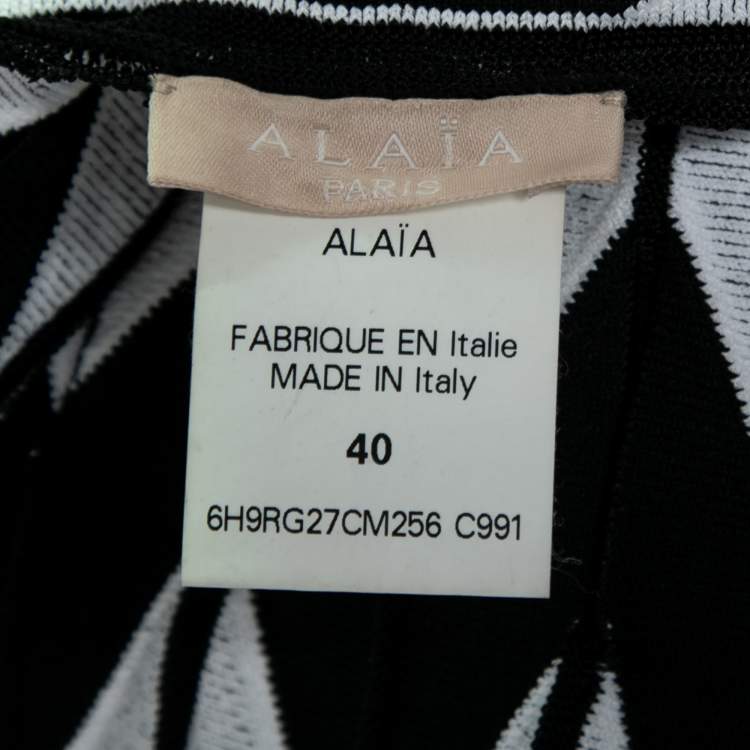 ALAÏA
PARIS
ALAÏA
FABRIQUE EN Italie
MADE IN Italy
40
6H9RG27CM256 C991